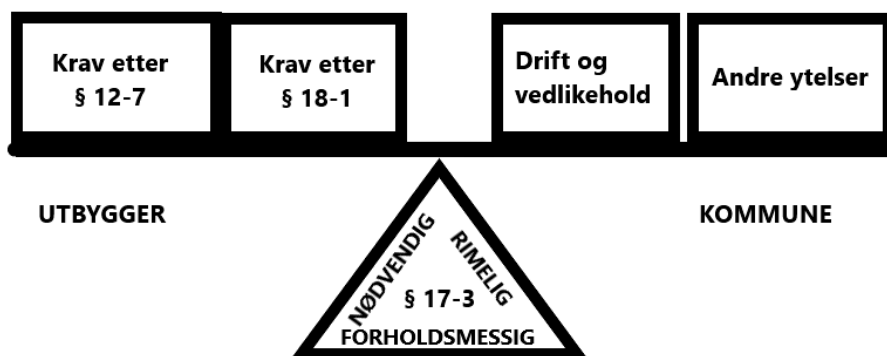 Krav etter
§ 12-7
Krav etter
§ 18-1
Drift og
vedlikehold
Andre ytelser
UTBYGGER
KOMMUNE
NØDVENDIG
RIMELIG
§ 17-3
FORHOLDSMESSIG